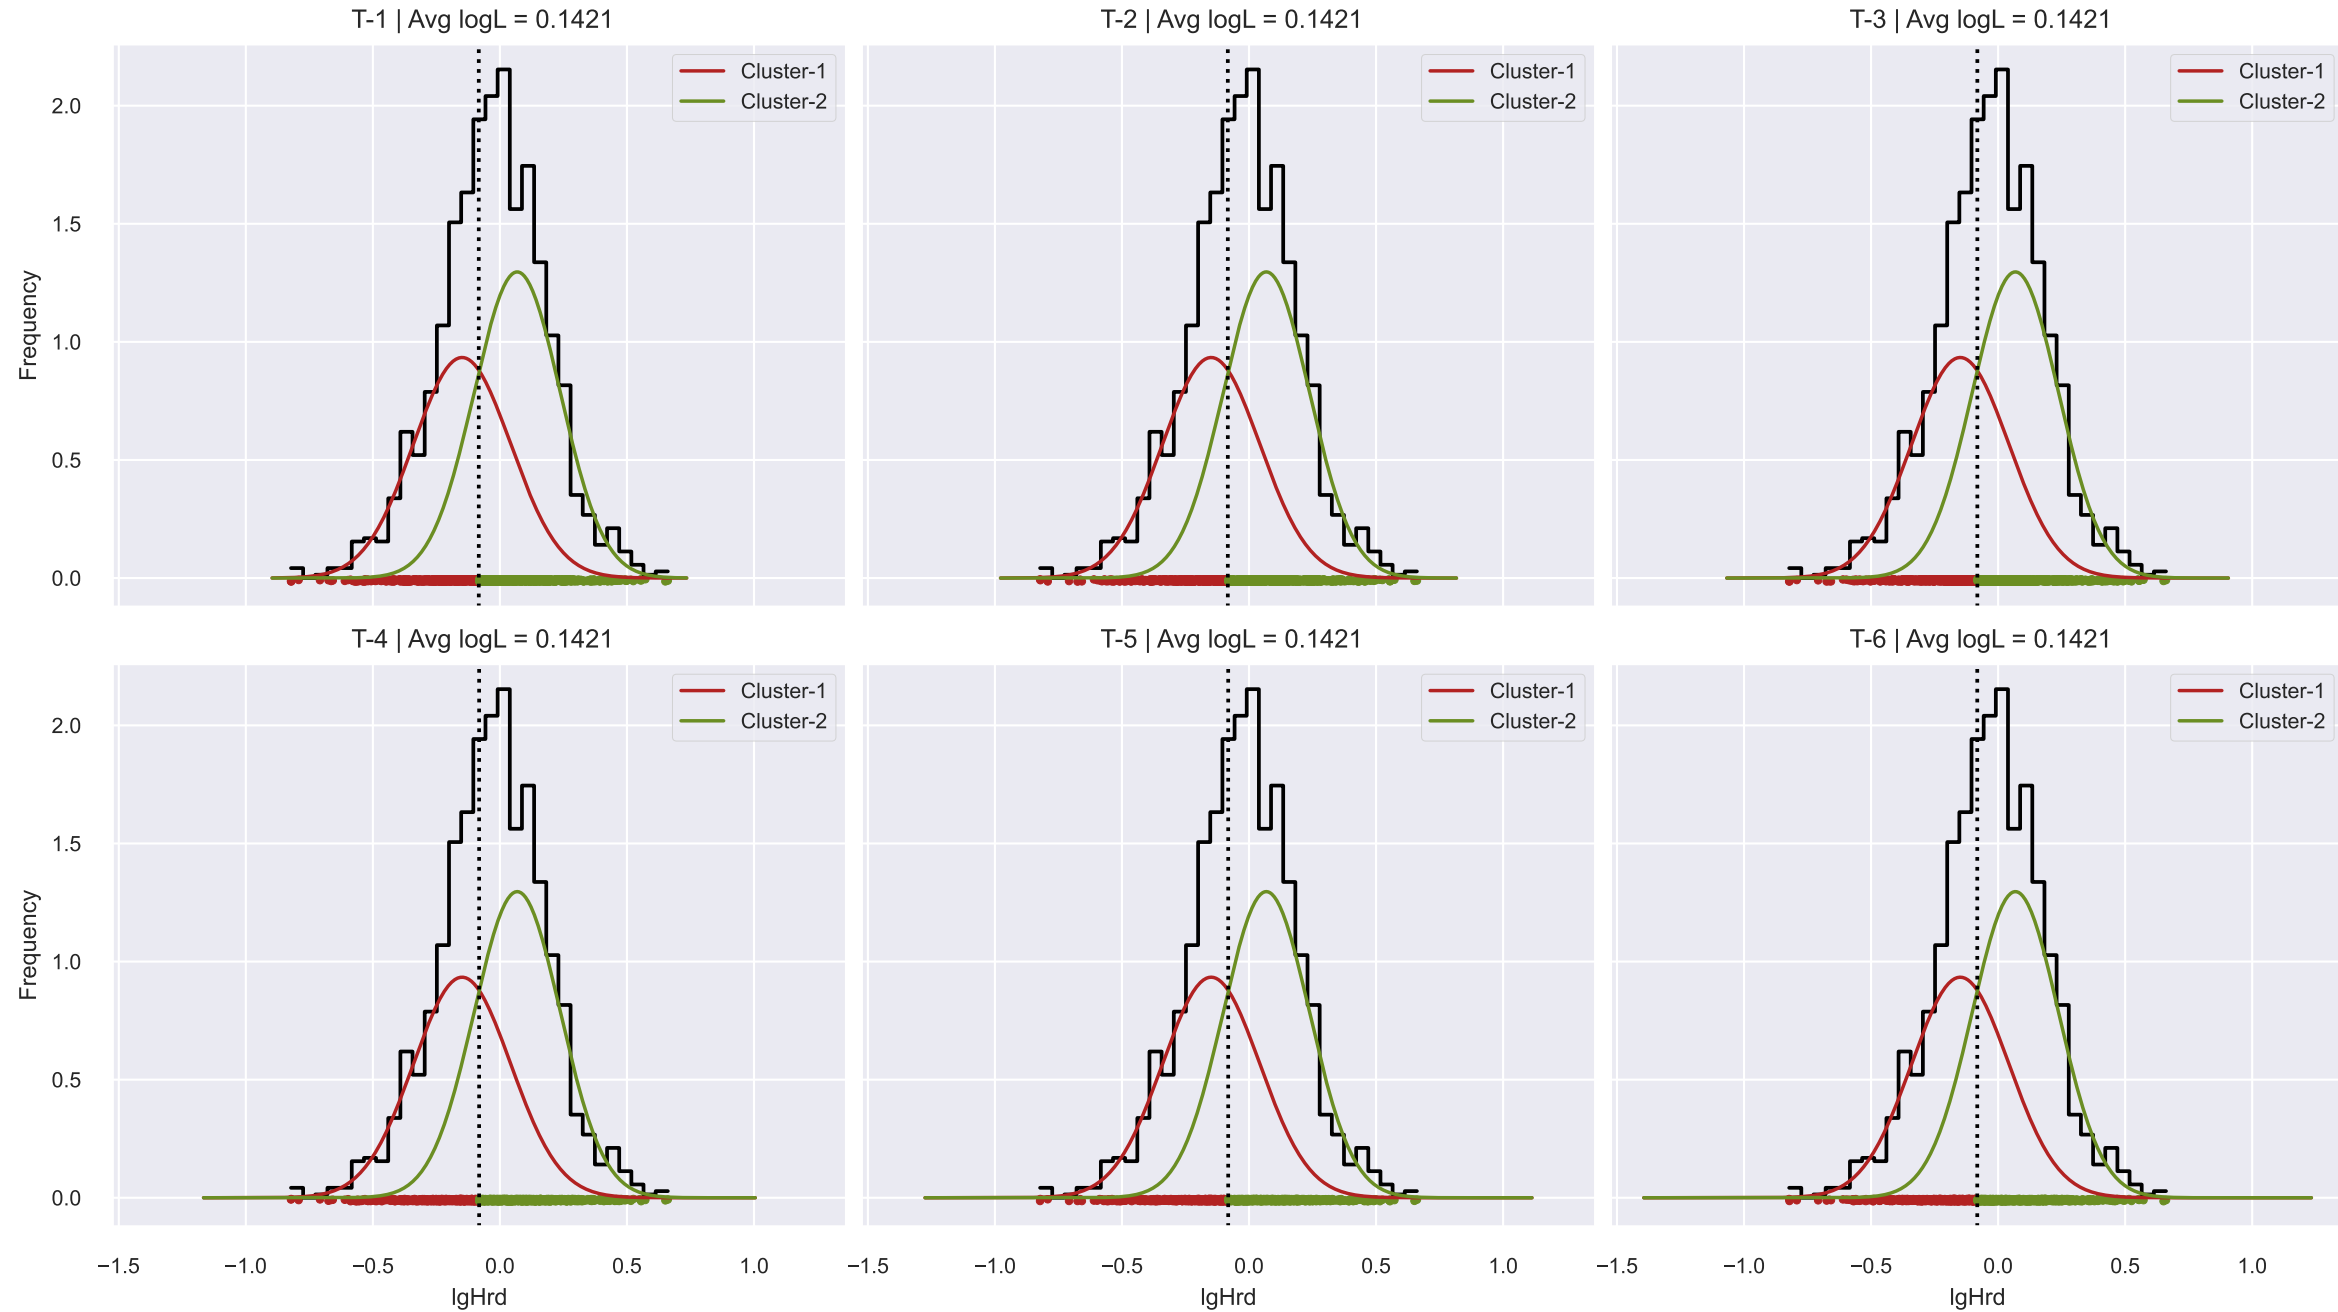 T-1 | Avg logL = 0.1421
T-2 | Avg logL = 0.1421
T-3 | Avg logL = 0.1421
Cluster-1
Cluster-2
Cluster-1
Cluster-2
Cluster-1
Cluster-2
2.0
1.5
1.0
0.5
0.0
Frequency
T-4 | Avg logL = 0.1421
T-5 | Avg logL = 0.1421
T-6 | Avg logL = 0.1421
Cluster-1
Cluster-2
Cluster-1
Cluster-2
Cluster-1
Cluster-2
2.0
1.5
1.0
0.5
0.0
Frequency
−1.5 −1.0 −0.5 0.0 0.5 1.0
−1.5 −1.0 −0.5 0.0 0.5 1.0
−1.5 −1.0 −0.5 0.0 0.5 1.0
lgHrd
lgHrd
lgHrd